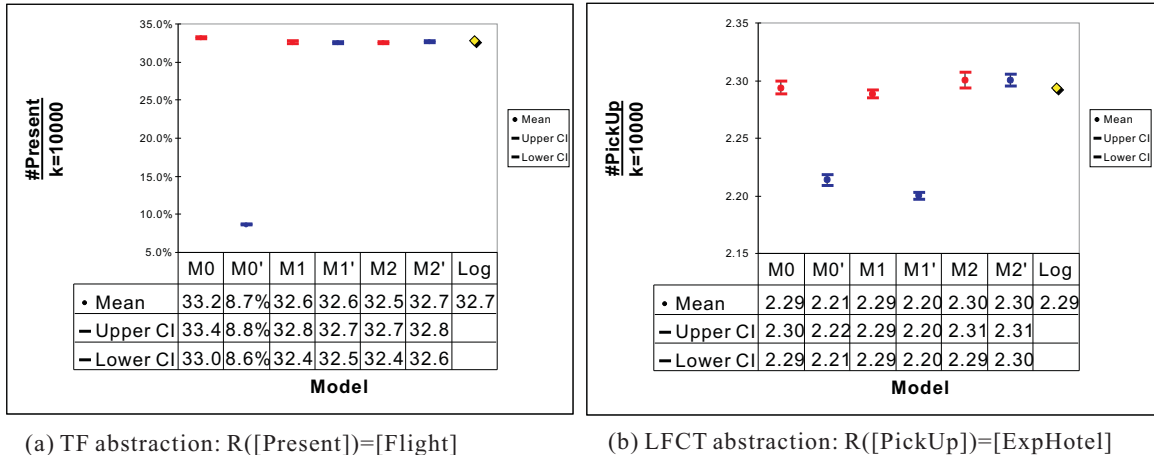 35.0%
30.0%
25.0%
20.0%
15.0%
10.0%
5.0%
#Present
k=10000
Mean
Upper CI
Lower CI
M0 M0' M1 M1' M2 M2' Log
Mean 33.2 8.7% 32.6 32.6 32.5 32.7 32.7
Upper CI 33.4 8.8% 32.8 32.7 32.7 32.8
Lower CI 33.0 8.6% 32.4 32.5 32.4 32.6
Model
(a) TF abstraction: R([Present])=[Flight]
2.35
2.30
2.25
2.20
2.15
#PickUp
k=10000
Mean
Upper CI
Lower CI
M0 M0' M1 M1' M2 M2' Log
Mean 2.29 2.21 2.29 2.20 2.30 2.30 2.29
Upper CI 2.30 2.22 2.29 2.20 2.31 2.31
Lower CI 2.29 2.21 2.29 2.20 2.29 2.30
Model
(b) LFCT abstraction: R([PickUp])=[ExpHotel]